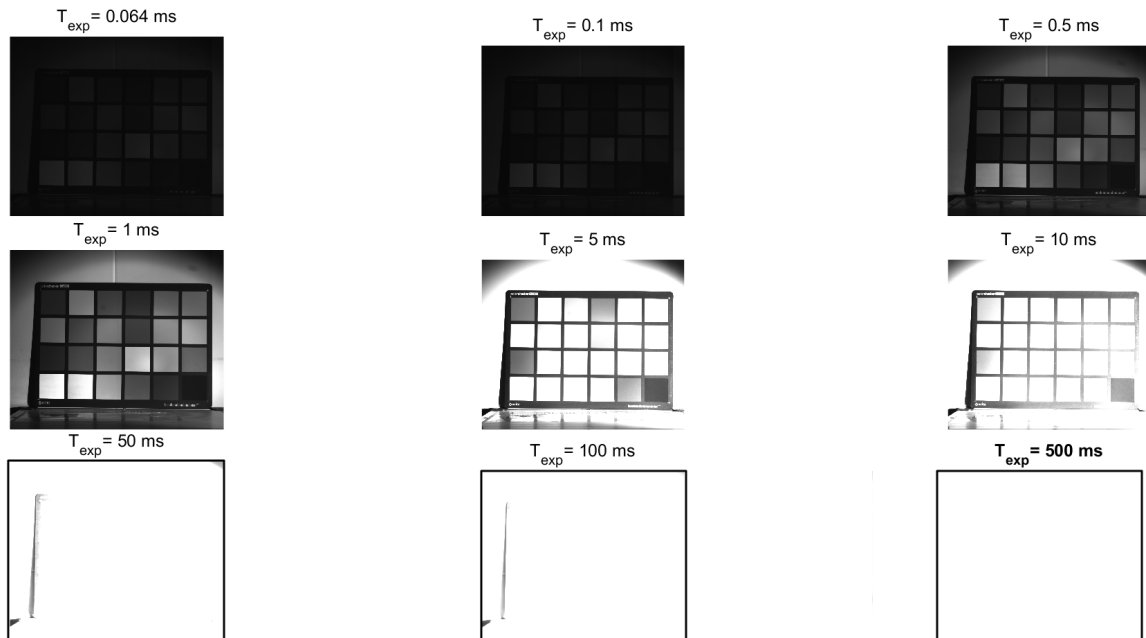 T_exp = 0.064 ms
T_exp = 0.1 ms
T_exp = 0.5 ms
T_exp = 1 ms
T_exp = 5 ms
T_exp = 10 ms
T_exp = 50 ms
T_exp = 100 ms
T_exp = 500 ms